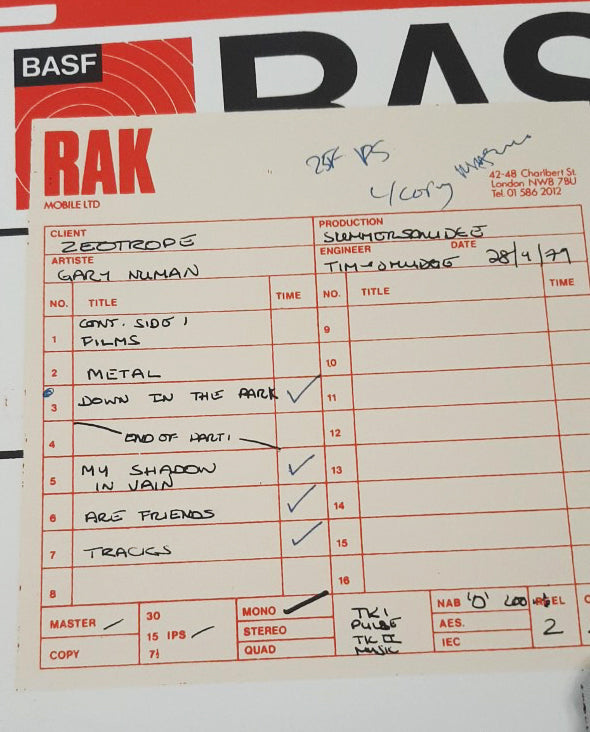 BASF
BAS
RAK
MOBILE LTD
IPS
1/copy
42-48 Charlbert St.
London NW8 7BU
Tel. 01 586 2012
CLIENT
ZEOTROPE
PRODUCTION
ARTISTE
GARY NUMAN
ENGINEER
DATE
28/9/79
NO. TITLE TIME NO. TITLE TIME
1 CONT. SIDE 1
FILMS
9
2 METAL
10
3 DOWN IN THE PARK ✓ 11
4 END OF PART 1 12
5 MY SHADOW
IN VAIN ✓ 13
6 ARE FRIENDS ✓ 14
7 TRACKS ✓ 15
8
16
MASTER
COPY
30
15 IPS
7½
MONO
STEREO
QUAD
TK I
PULSE
TK II
MUSIC
NAB 'O' 200
AES.
IEC
REEL
2